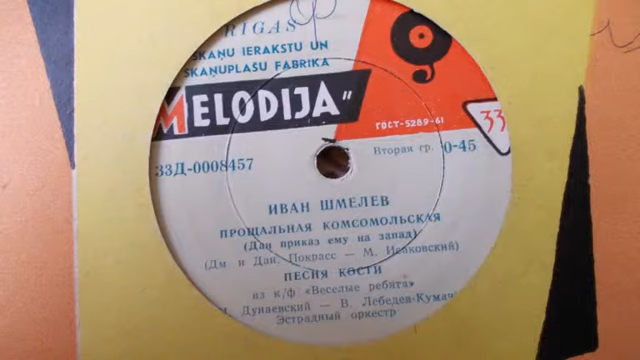 RIGAS
SKAŅU IERAKSTU UN
SKAŅUPLAŠU FABRIKA
MELODIJA"
ГОСТ-5289-61
33
33Д-0008457
Вторая гр. 0-45
ИВАН ШМЕЛЕВ
ПРОЩАЛЬНАЯ КОМСОМОЛЬСКАЯ
(Дан приказ ему на запад)
(Дм и Дан. Покрасс — М. Исаковский)
ПЕСНЯ КОСТИ
из к/ф «Веселые ребята»
Дунаевский — В. Лебедев-Кумач)
Эстрадный оркестр